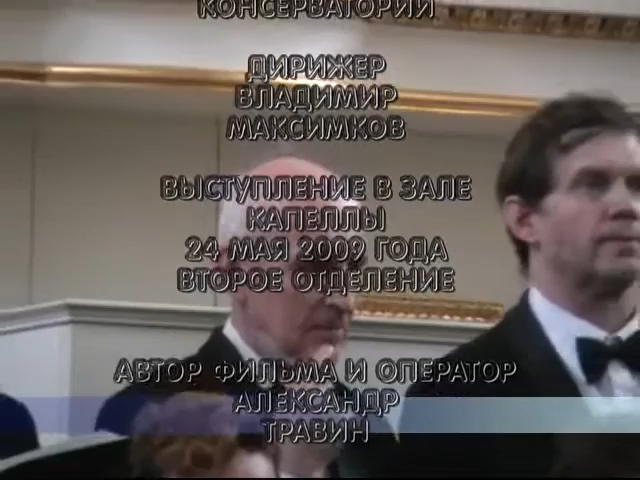 КОНСЕРВАТОРИИ
ДИРИЖЕР
ВЛАДИМИР
МАКСИМКОВ
ВЫСТУПЛЕНИЕ В ЗАЛЕ
КАПЕЛЛЫ
24 МАЯ 2009 ГОДА
ВТОРОЕ ОТДЕЛЕНИЕ
АВТОР ФИЛЬМА И ОПЕРАТОР
АЛЕКСАНДР
ТРАВИН